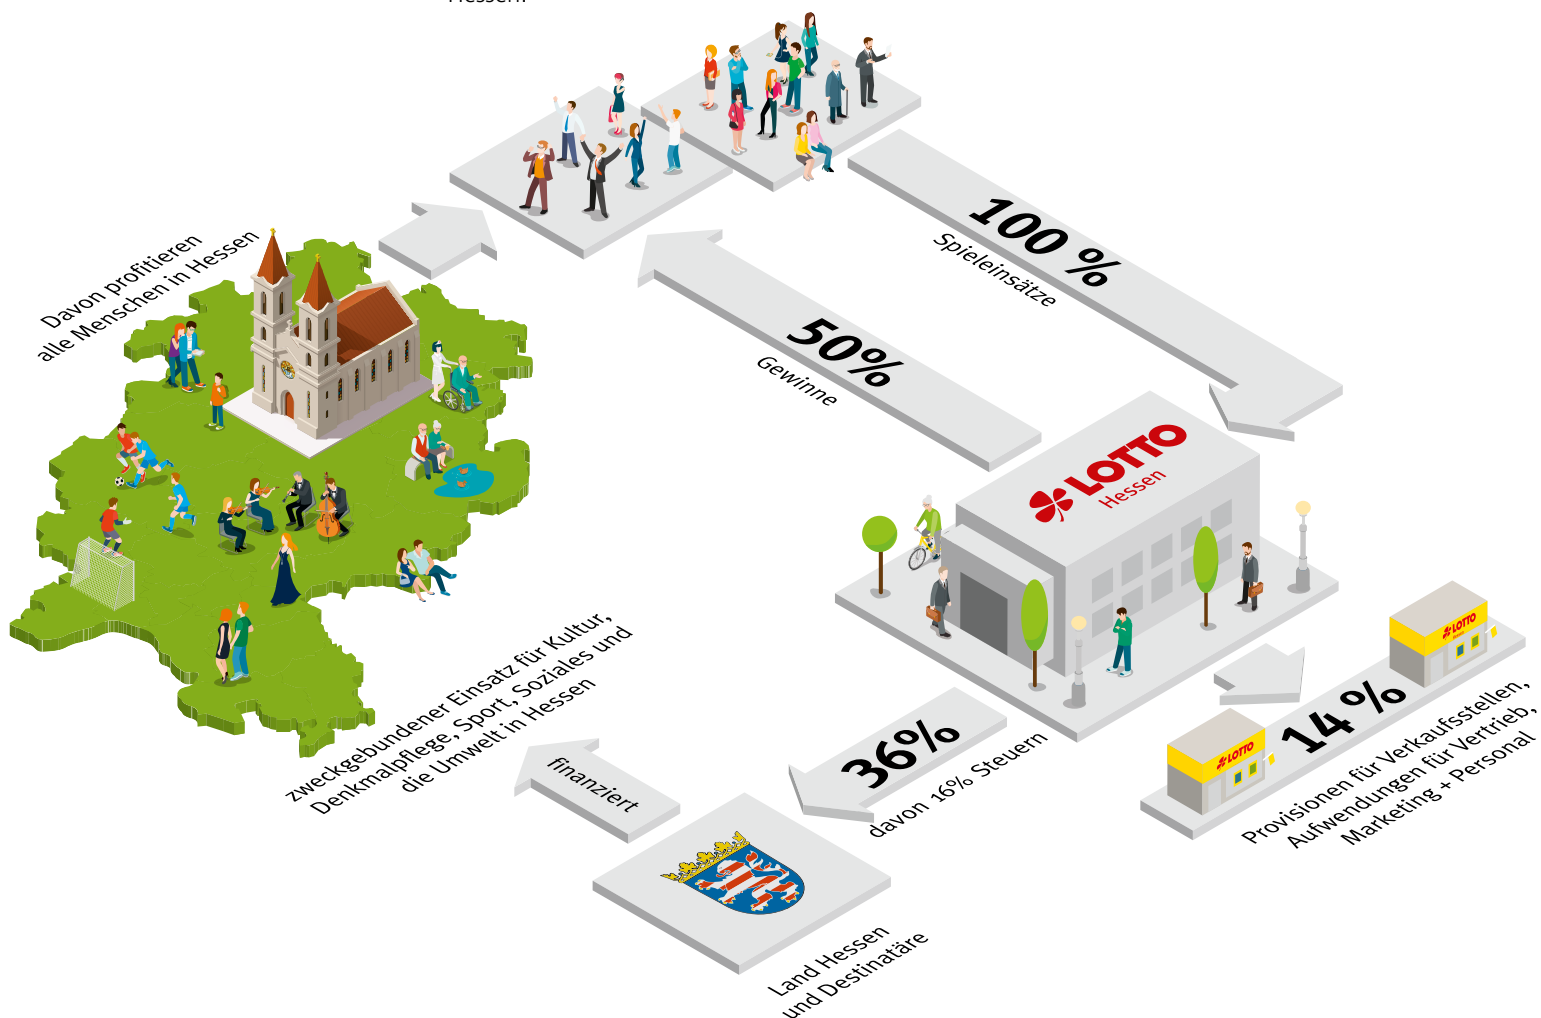 Hessen.
100 %
Spieleinsätze
50%
Gewinne
Davon profitieren
alle Menschen in Hessen
LOTTO
Hessen
36%
davon 16% Steuern
14 %
Provisionen für Verkaufsstellen,
Aufwendungen für Vertrieb,
Marketing + Personal
LOTTO
LOTTO
zweckgebundener Einsatz für Kultur,
Denkmalpflege, Sport, Soziales und
die Umwelt in Hessen
finanziert
Land Hessen
und Destinatäre